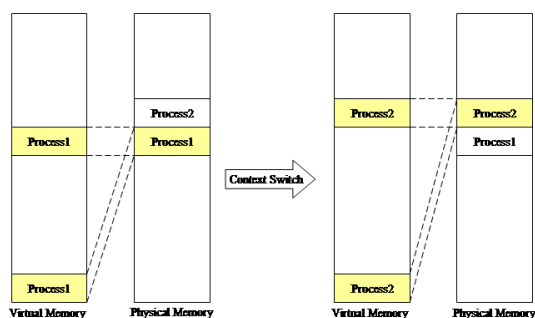 Process2
Process2
Process2
Process1
Process1
Process1
Context Switch
Process1
Process2
Virtual Memory
Physical Memory
Virtual Memory
Physical Memory